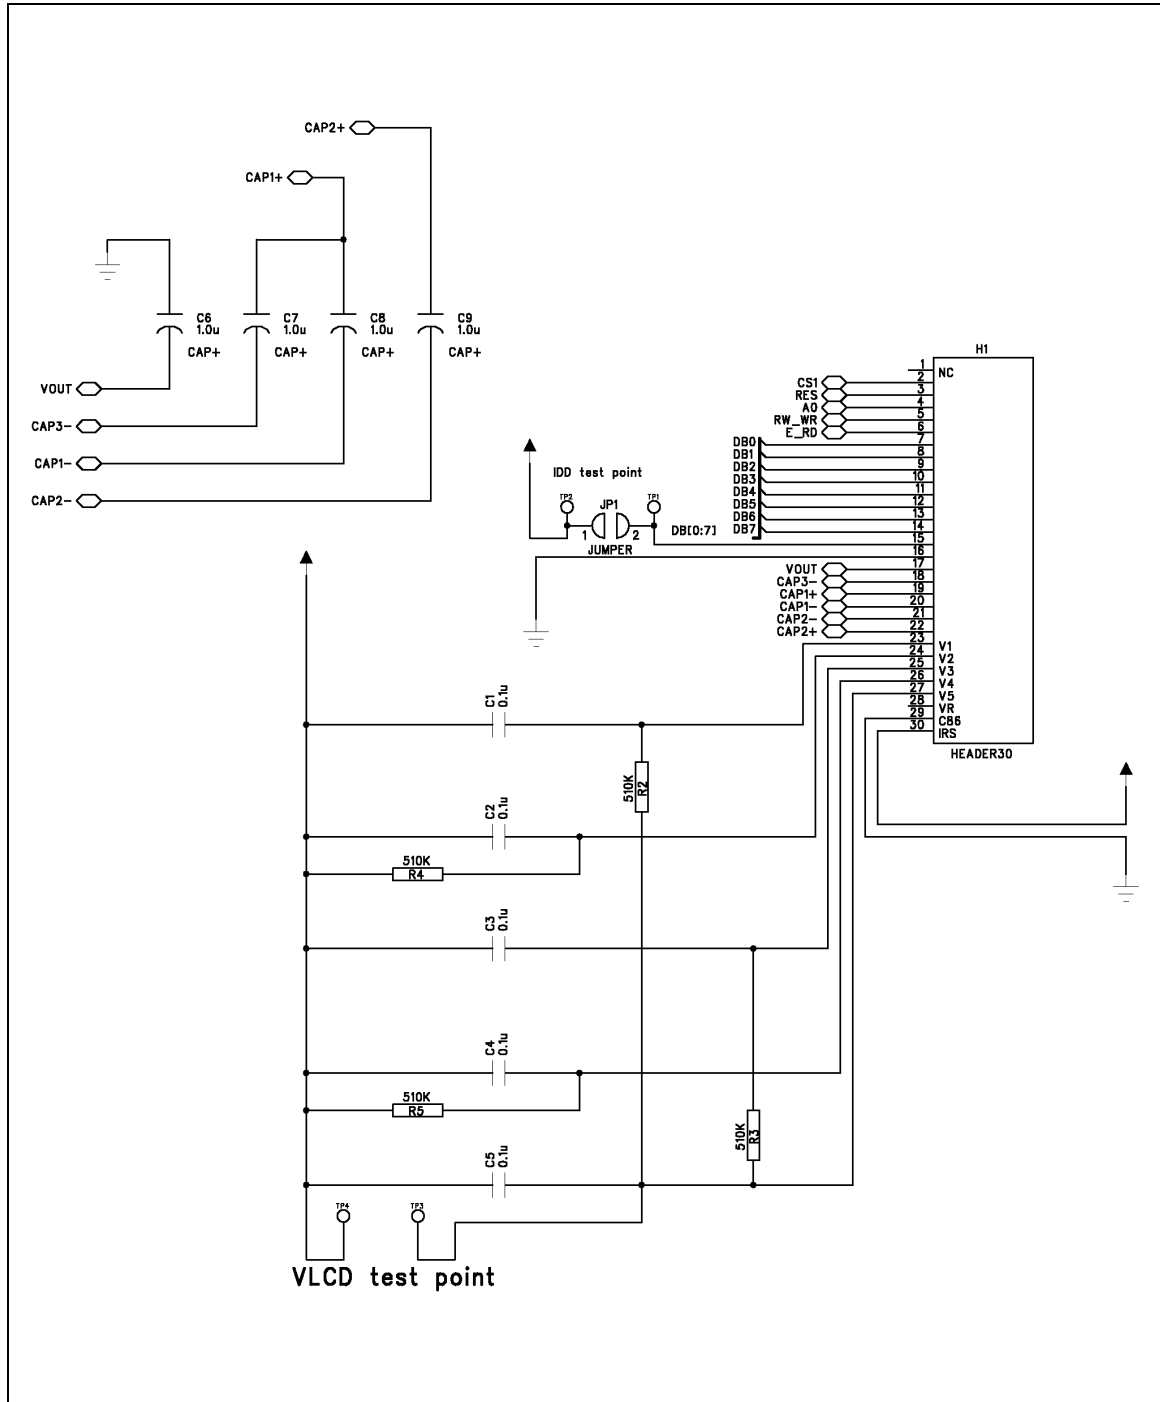 CAP2+
CAP1+
C6
1.0u
CAP+
C7
1.0u
CAP+
C8
1.0u
CAP+
C9
1.0u
CAP+
VOUT
CAP3-
CAP1-
CAP2-
H1
1
NC
CS1 2
RES 3
A0 4
RW_WR 5
E_RD 6
DB0 7
DB1 8
DB2 9
DB3 10
DB4 11
DB5 12
DB6 13
DB7 14
DB[0:7]
15
16
IDD test point
TP2
TP1
JP1
1
2
JUMPER
VOUT 17
CAP3- 18
CAP1+ 19
CAP1- 20
CAP2- 21
CAP2+ 22
23 V1
24 V2
25 V3
26 V4
27 V5
28 VR
29 C86
30 IRS
HEADER30
C1
0.1u
510K
R2
C2
0.1u
510K
R4
C3
0.1u
C4
0.1u
510K
R5
510K
R3
C5
0.1u
TP4
TP3
VLCD test point